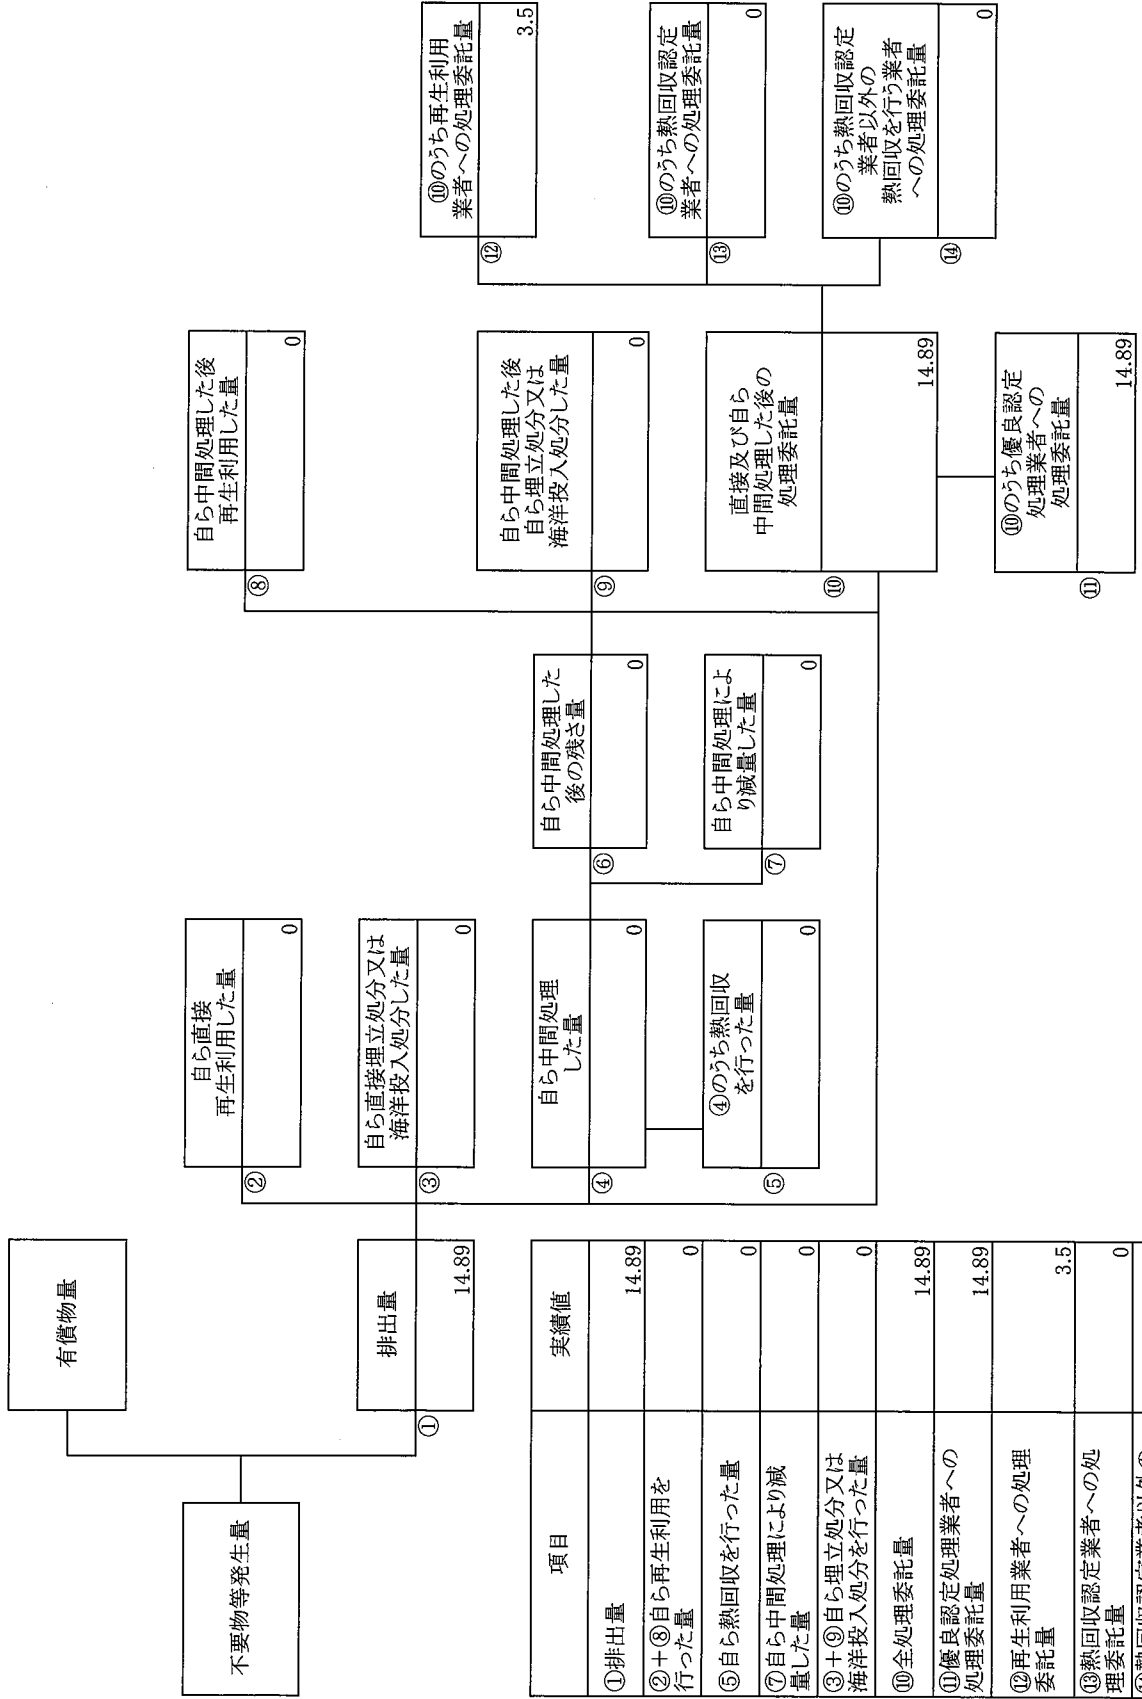 不要物等発生量
有償物量
排出量
①
14.89
自ら直接
再生利用した量
②
0
自ら直接埋立処分又は
海洋投入処分した量
③
0
自ら中間処理
した量
④
0
④のうち熱回収
を行った量
⑤
0
自ら中間処理した
後の残さ量
⑥
0
自ら中間処理によ
り減量した量
⑦
0
自ら中間処理した後
再生利用した量
⑧
0
自ら中間処理した後
自ら埋立処分又は
海洋投入処分した量
⑨
0
直接及び自ら
中間処理した後の
処理委託量
⑩
14.89
⑩のうち優良認定
処理業者への
処理委託量
⑪
14.89
⑩のうち再生利用
業者への処理委託量
⑫
3.5
⑩のうち熱回収認定
業者への処理委託量
⑬
0
⑩のうち熱回収認定
業者以外の
熱回収を行う業者
への処理委託量
⑭
0
項目 実績値
①排出量 14.89
②+⑧自ら再生利用を
行った量 0
⑤自ら熱回収を行った量 0
⑦自ら中間処理により減
量した量 0
③+⑨自ら埋立処分又は
海洋投入処分を行った量 0
⑩全処理委託量 14.89
⑪優良認定処理業者への
処理委託量 14.89
⑫再生利用業者への処理
委託量 3.5
⑬熱回収認定業者への処
理委託量 0